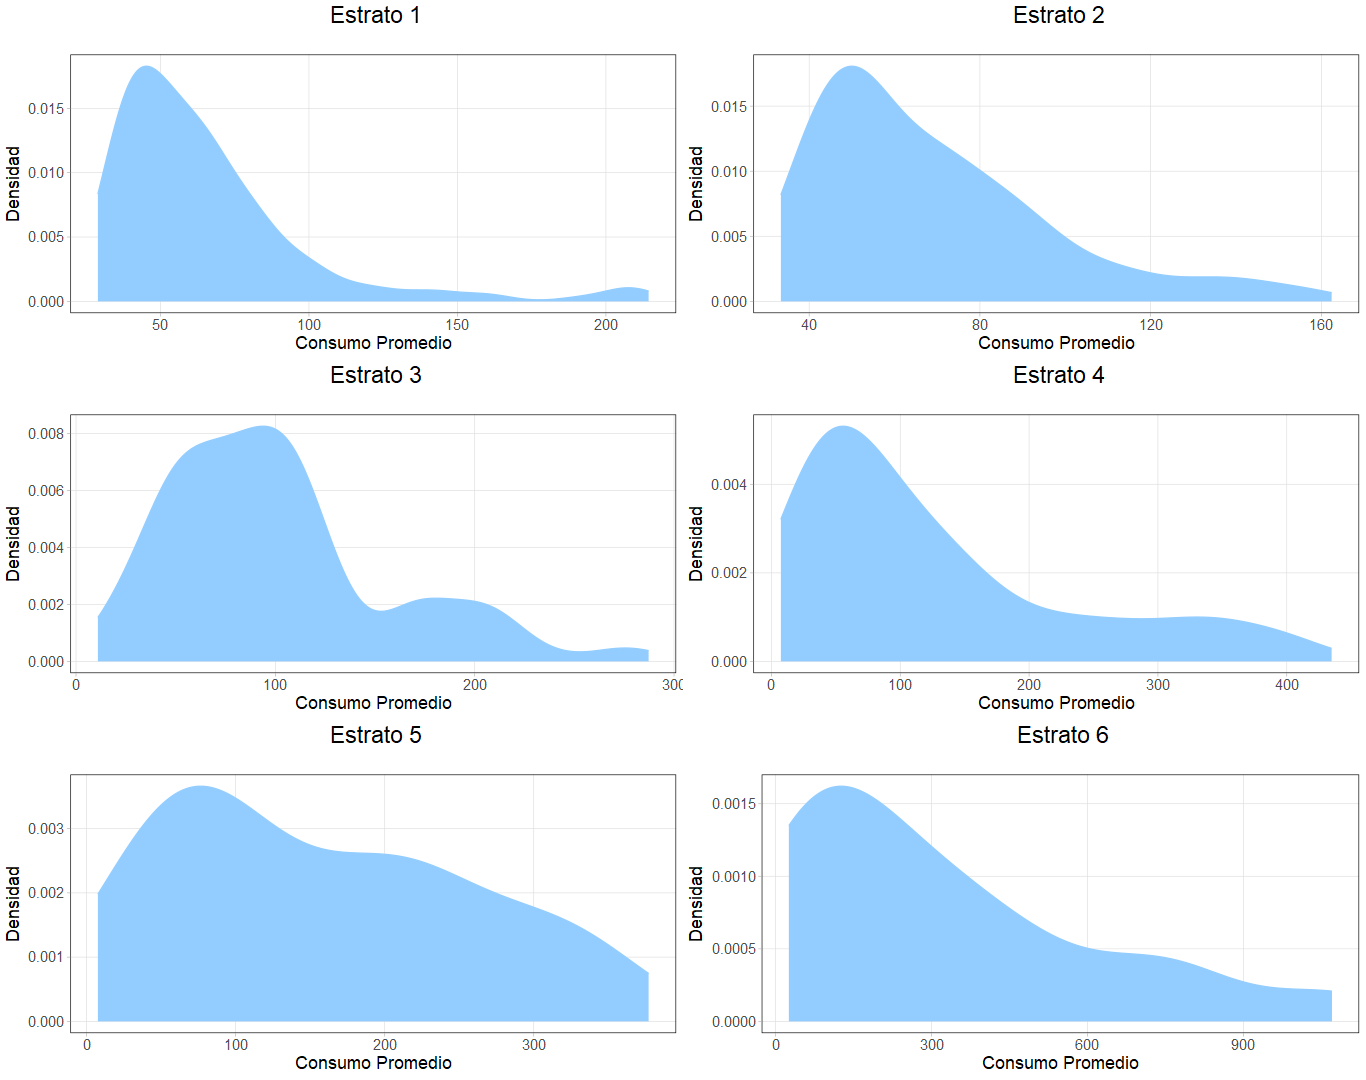 Estrato 1
Densidad
0.015
0.010
0.005
0.000
50 100 150 200
Consumo Promedio
Estrato 2
Densidad
0.015
0.010
0.005
0.000
40 80 120 160
Consumo Promedio
Estrato 3
Densidad
0.008
0.006
0.004
0.002
0.000
0 100 200 300
Consumo Promedio
Estrato 4
Densidad
0.004
0.002
0.000
0 100 200 300 400
Consumo Promedio
Estrato 5
Densidad
0.003
0.002
0.001
0.000
0 100 200 300
Consumo Promedio
Estrato 6
Densidad
0.0015
0.0010
0.0005
0.0000
0 300 600 900
Consumo Promedio